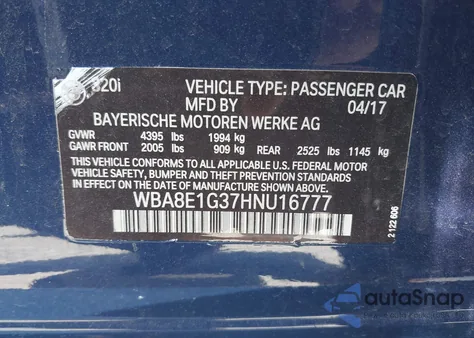 320i VEHICLE TYPE: PASSENGER CAR
MFG BY 04/17
BAYERISCHE MOTOREN WERKE AG
GVWR 4395 lbs 1994 kg
GAWR FRONT 2005 lbs 909 kg REAR 2525 lbs 1145 kg
THIS VEHICLE CONFORMS TO ALL APPLICABLE U.S. FEDERAL MOTOR
VEHICLE SAFETY, BUMPER AND THEFT PREVENTION STANDARDS
IN EFFECT ON THE DATE OF MANUFACTURE SHOWN ABOVE.
WBA8E1G37HNU16777
2 122 606
autoSnap